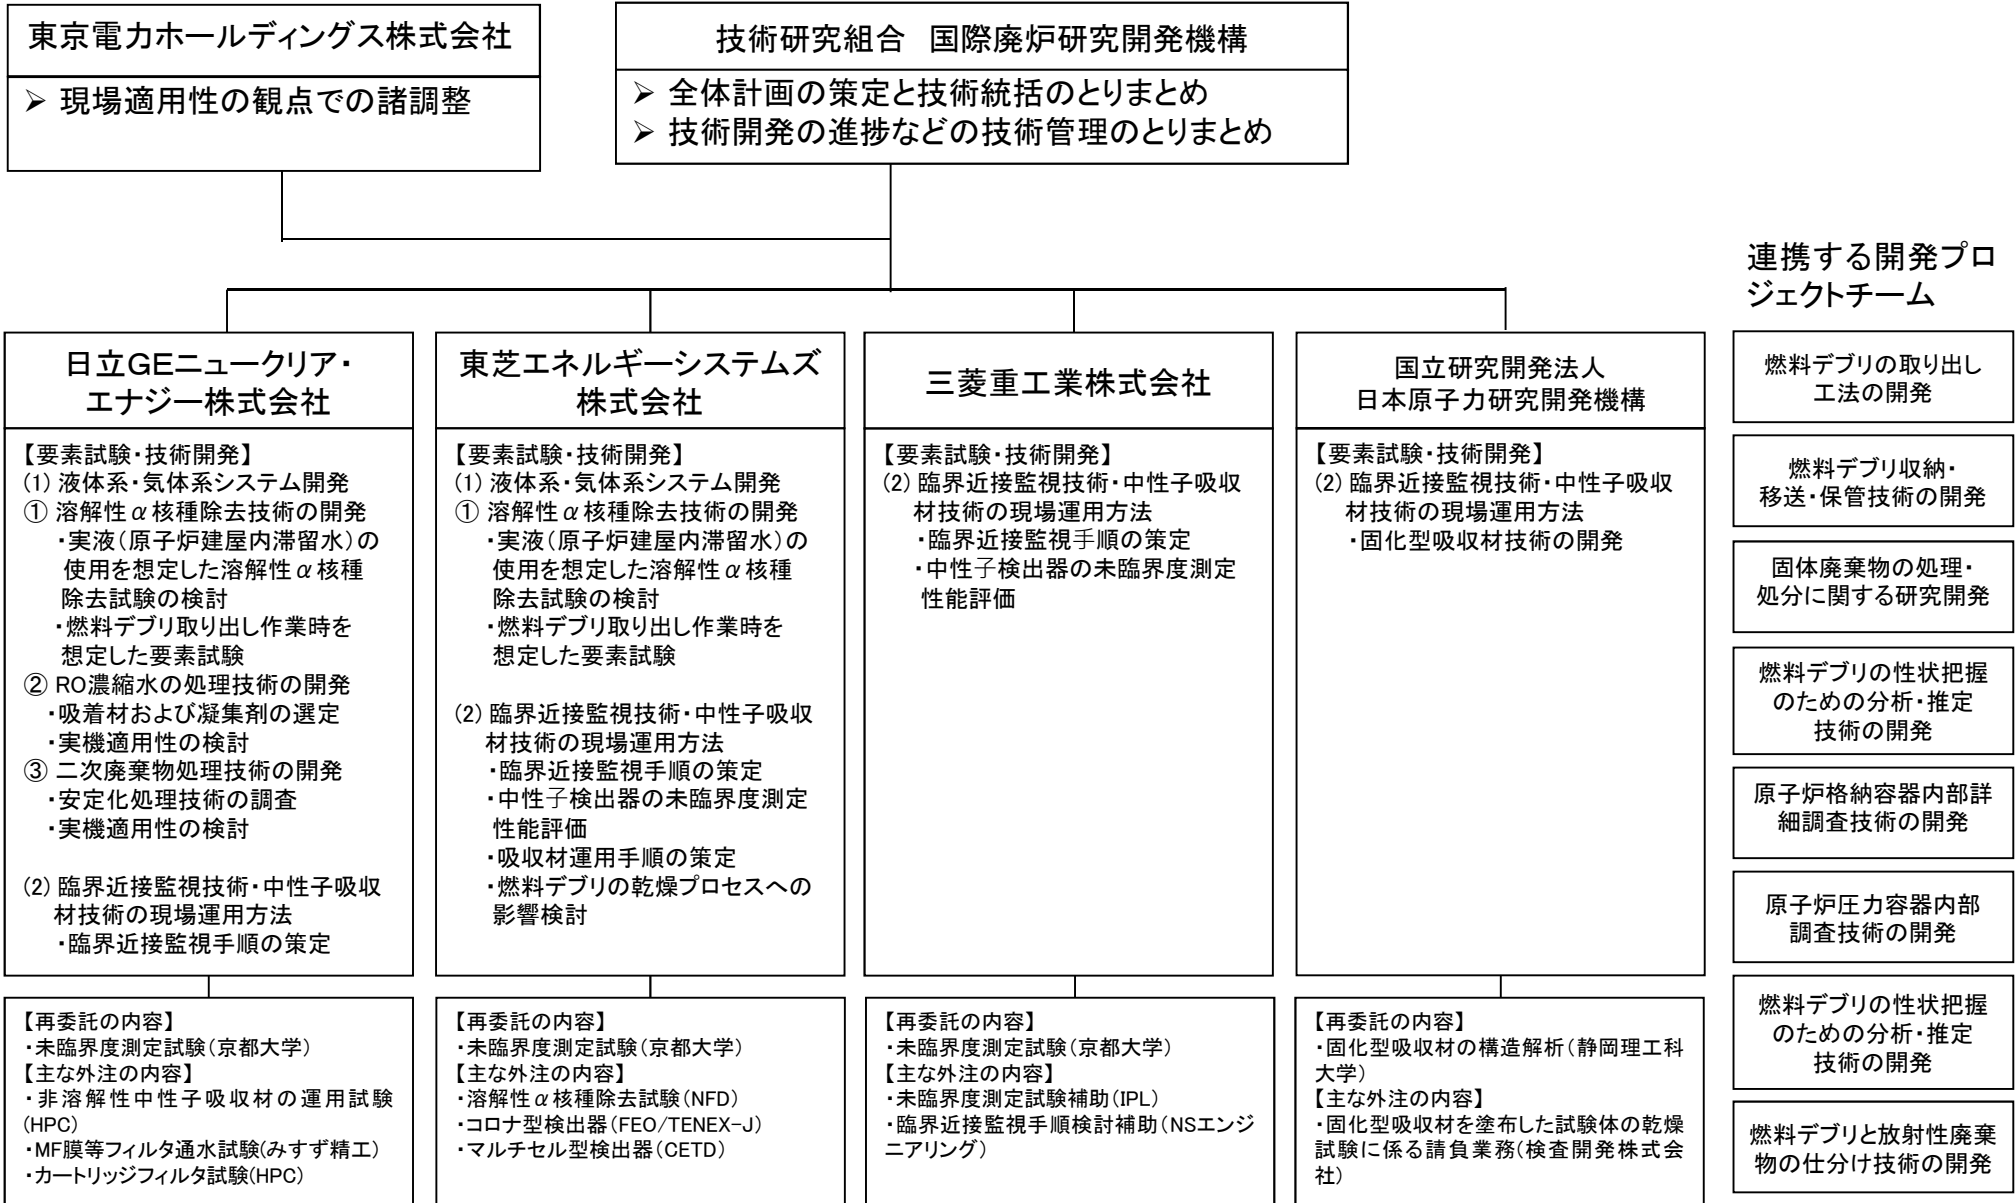 東京電力ホールディングス株式会社
➢ 現場適用性の観点での諸調整
技術研究組合　国際廃炉研究開発機構
➢ 全体計画の策定と技術統括のとりまとめ
➢ 技術開発の進捗などの技術管理のとりまとめ
日立GEニュークリア・
エナジー株式会社
【要素試験・技術開発】
(1) 液体系・気体系システム開発
① 溶解性α核種除去技術の開発
・実液(原子炉建屋内滞留水)の
使用を想定した溶解性α核種
除去試験の検討
・燃料デブリ取り出し作業時を
想定した要素試験
② RO濃縮水の処理技術の開発
・吸着材および凝集剤の選定
・実機適用性の検討
③ 二次廃棄物処理技術の開発
・安定化処理技術の調査
・実機適用性の検討
(2) 臨界近接監視技術・中性子吸収
材技術の現場運用方法
・臨界近接監視手順の策定
【再委託の内容】
・未臨界度測定試験(京都大学)
【主な外注の内容】
・非溶解性中性子吸収材の運用試験
(HPC)
・MF膜等フィルタ通水試験(みすず精工)
・カートリッジフィルタ試験(HPC)
東芝エネルギーシステムズ
株式会社
【要素試験・技術開発】
(1) 液体系・気体系システム開発
① 溶解性α核種除去技術の開発
・実液(原子炉建屋内滞留水)の
使用を想定した溶解性α核種
除去試験の検討
・燃料デブリ取り出し作業時を
想定した要素試験
(2) 臨界近接監視技術・中性子吸収
材技術の現場運用方法
・臨界近接監視手順の策定
・中性子検出器の未臨界度測定
性能評価
・吸収材運用手順の策定
・燃料デブリの乾燥プロセスへの
影響検討
【再委託の内容】
・未臨界度測定試験(京都大学)
【主な外注の内容】
・溶解性α核種除去試験(NFD)
・コロナ型検出器(FEO/TENEX-J)
・マルチセル型検出器(CETD)
三菱重工業株式会社
【要素試験・技術開発】
(2) 臨界近接監視技術・中性子吸収
材技術の現場運用方法
・臨界近接監視手順の策定
・中性子検出器の未臨界度測定
性能評価
【再委託の内容】
・未臨界度測定試験(京都大学)
【主な外注の内容】
・未臨界度測定試験補助(IPL)
・臨界近接監視手順検討補助(NSエンジ
ニアリング)
国立研究開発法人
日本原子力研究開発機構
【要素試験・技術開発】
(2) 臨界近接監視技術・中性子吸収
材技術の現場運用方法
・固化型吸収材技術の開発
【再委託の内容】
・固化型吸収材の構造解析(静岡理工科
大学)
【主な外注の内容】
・固化型吸収材を塗布した試験体の乾燥
試験に係る請負業務(検査開発株式会
社)
連携する開発プロ
ジェクトチーム
燃料デブリの取り出し
工法の開発
燃料デブリ収納・
移送・保管技術の開発
固体廃棄物の処理・
処分に関する研究開発
燃料デブリの性状把握
のための分析・推定
技術の開発
原子炉格納容器内部詳
細調査技術の開発
原子炉圧力容器内部
調査技術の開発
燃料デブリの性状把握
のための分析・推定
技術の開発
燃料デブリと放射性廃棄
物の仕分け技術の開発